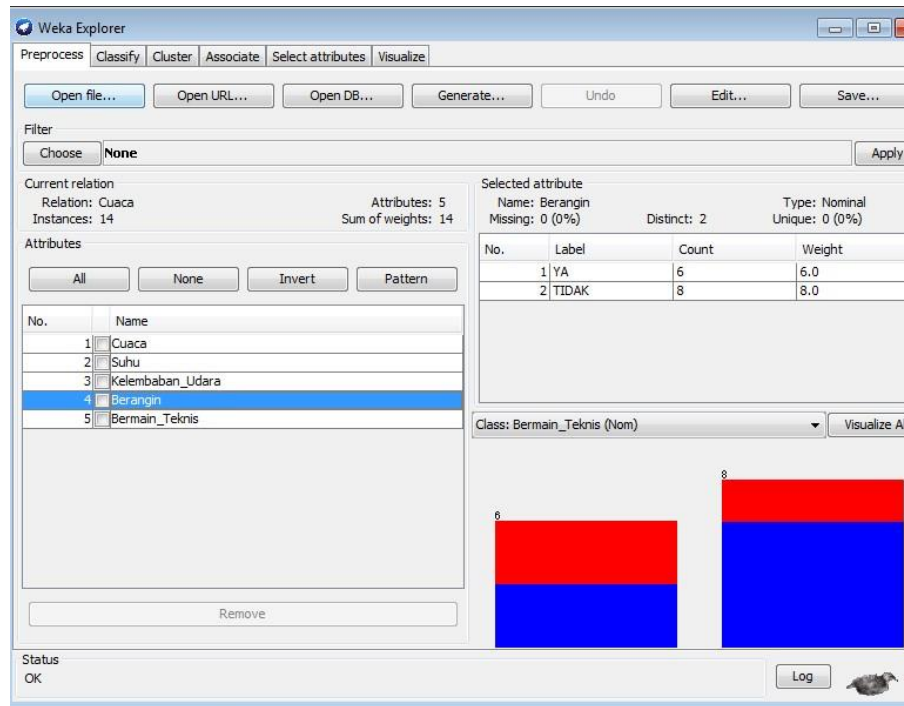 Weka Explorer
Preprocess Classify Cluster Associate Select attributes Visualize
Open file... Open URL... Open DB... Generate... Undo Edit... Save...
Filter
Choose None Apply
Current relation
Relation: Cuaca Attributes: 5
Instances: 14 Sum of weights: 14
Attributes
All None Invert Pattern
No. Name
1 Cuaca
2 Suhu
3 Kelembaban_Udara
4 Berangin
5 Bermain_Teknis
Remove
Selected attribute
Name: Berangin Type: Nominal
Missing: 0 (0%) Distinct: 2 Unique: 0 (0%)
No. Label Count Weight
1 YA 6 6.0
2 TIDAK 8 8.0
Class: Bermain_Teknis (Nom) Visualize Al
6
8
Status
OK
Log